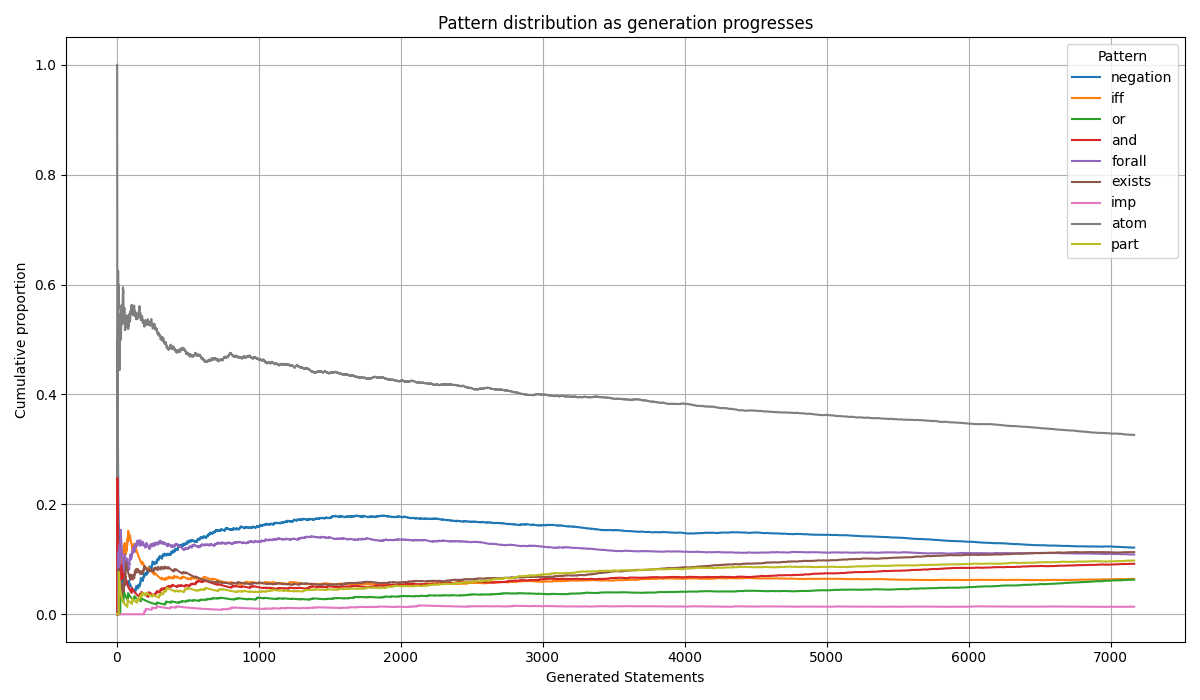 Pattern distribution as generation progresses
Cumulative proportion
1.0
0.8
0.6
0.4
0.2
0.0
Pattern
negation
iff
or
and
forall
exists
imp
atom
part
0 1000 2000 3000 4000 5000 6000 7000
Generated Statements